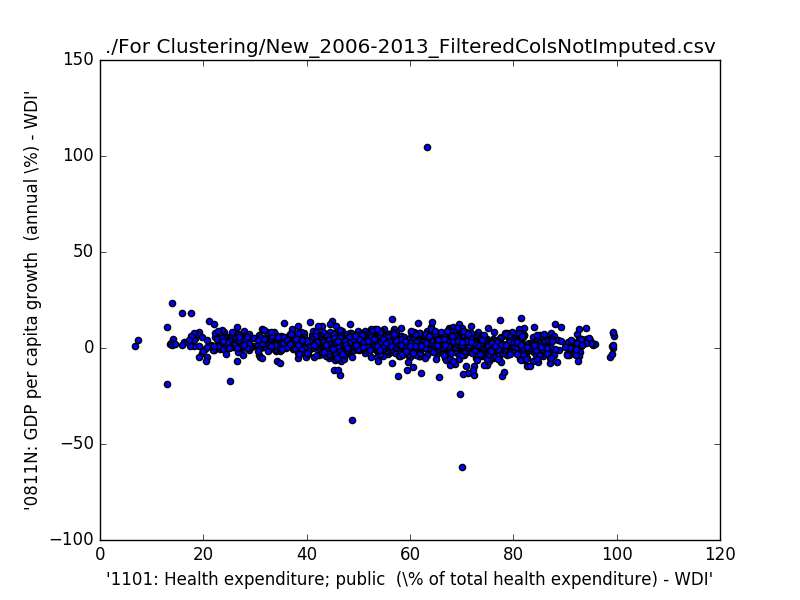 ./For Clustering/New_2006-2013_FilteredColsNotImputed.csv
150
100
50
0
−50
−100
0 20 40 60 80 100 120
'0811N: GDP per capita growth  (annual \%) - WDI'
'1101: Health expenditure; public  (\% of total health expenditure) - WDI'